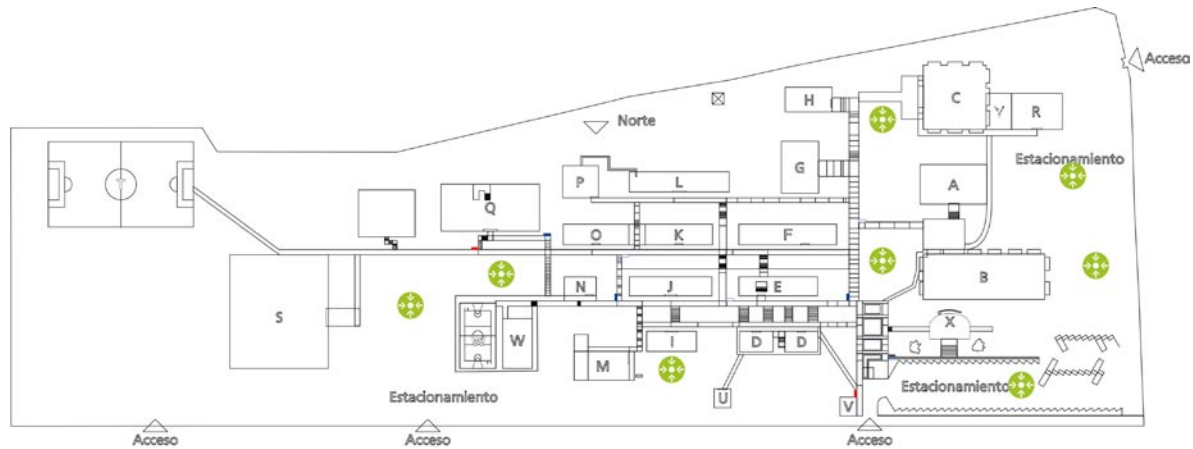 Acceso
H
C
Y
R
Norte
G
Estacionamiento
P
L
A
T
Q
O
K
F
B
N
J
E
S
X
W
I
D
D
M
Estacionamiento
Estacionamiento
U
V
Acceso
Acceso
Acceso